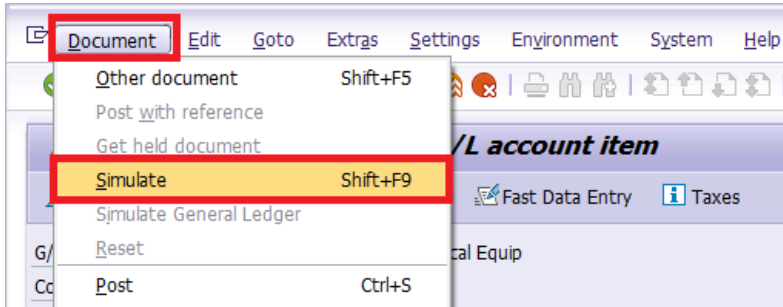 Document Edit Goto Extras Settings Environment System Help
Other document Shift+F5
Post with reference
Get held document
/L account item
Simulate Shift+F9
Fast Data Entry Taxes
Simulate General Ledger
G/ Reset cal Equip
Co Post Ctrl+S